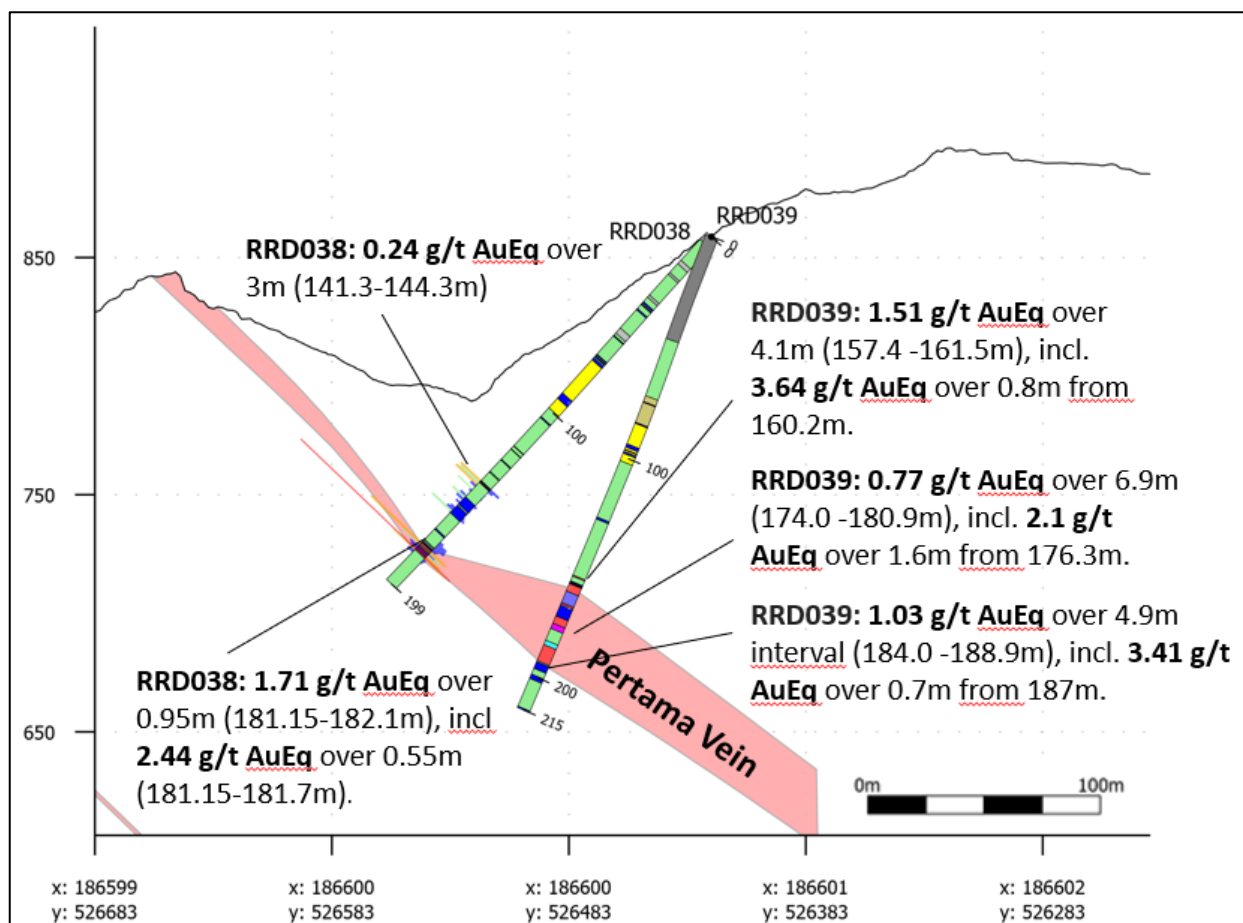 850
750
650
RRD038
RRD039
0
0
RRD038: 0.24 g/t AuEq over
3m (141.3-144.3m)
RRD039: 1.51 g/t AuEq over
4.1m (157.4 -161.5m), incl.
3.64 g/t AuEq over 0.8m from
160.2m.
100
100
RRD039: 0.77 g/t AuEq over 6.9m
(174.0 -180.9m), incl. 2.1 g/t
AuEq over 1.6m from 176.3m.
199
RRD039: 1.03 g/t AuEq over 4.9m
interval (184.0 -188.9m), incl. 3.41 g/t
AuEq over 0.7m from 187m.
Pertama Vein
200
215
RRD038: 1.71 g/t AuEq over
0.95m (181.15-182.1m), incl
2.44 g/t AuEq over 0.55m
(181.15-181.7m).
0m 100m
x: 186599 x: 186600 x: 186600 x: 186601 x: 186602
y: 526683 y: 526583 y: 526483 y: 526383 y: 526283